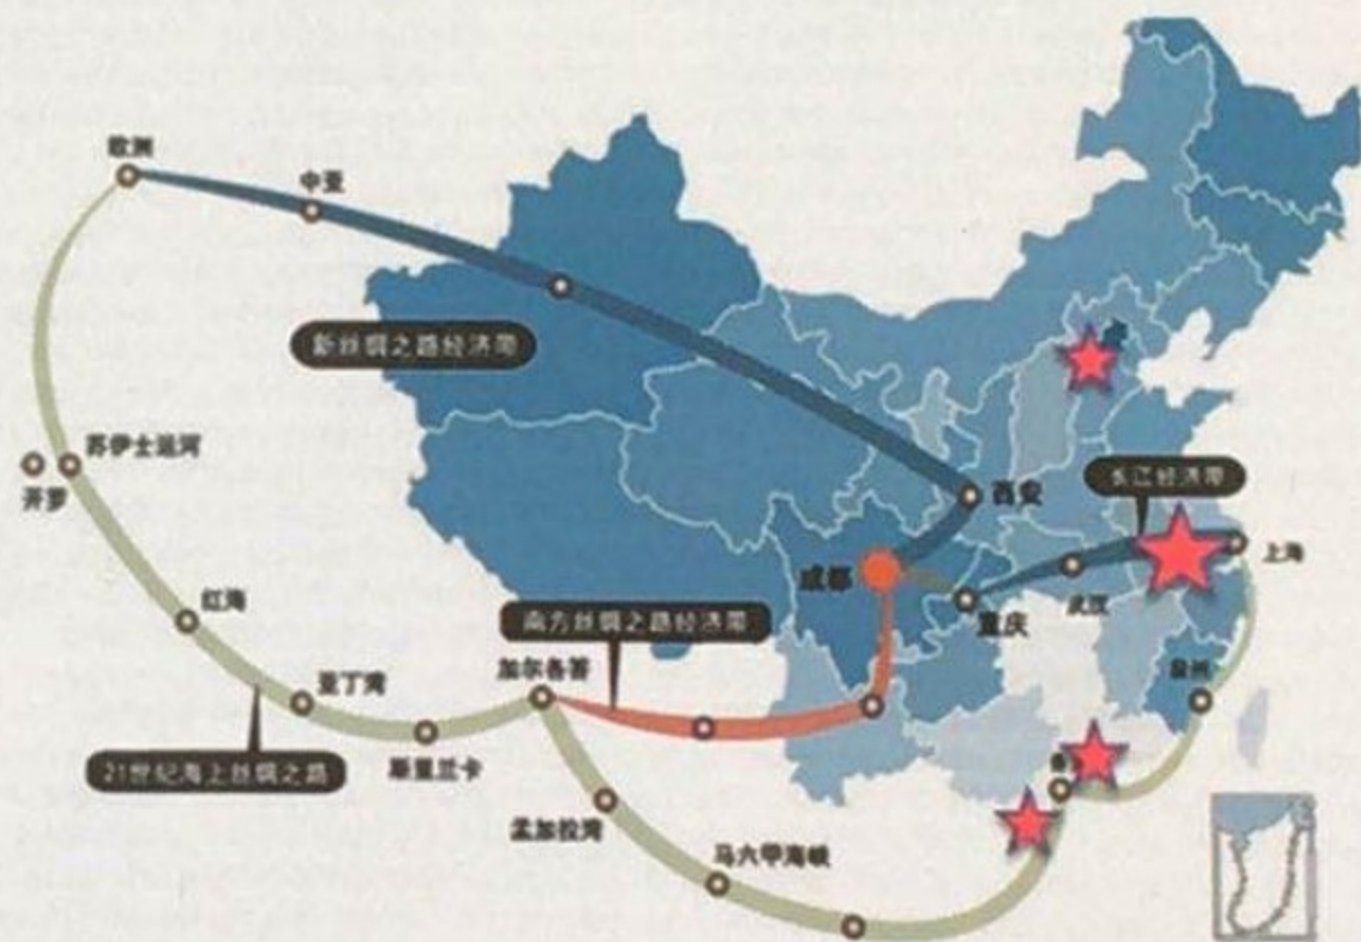 欧洲
中亚
新丝绸之路经济带
苏伊士运河
开罗
西安
长江经济带
上海
成都
重庆
武汉
红海
南方丝绸之路经济带
加尔各答
泉州
亚丁湾
斯里兰卡
21世纪海上丝绸之路
孟加拉湾
马六甲海峡